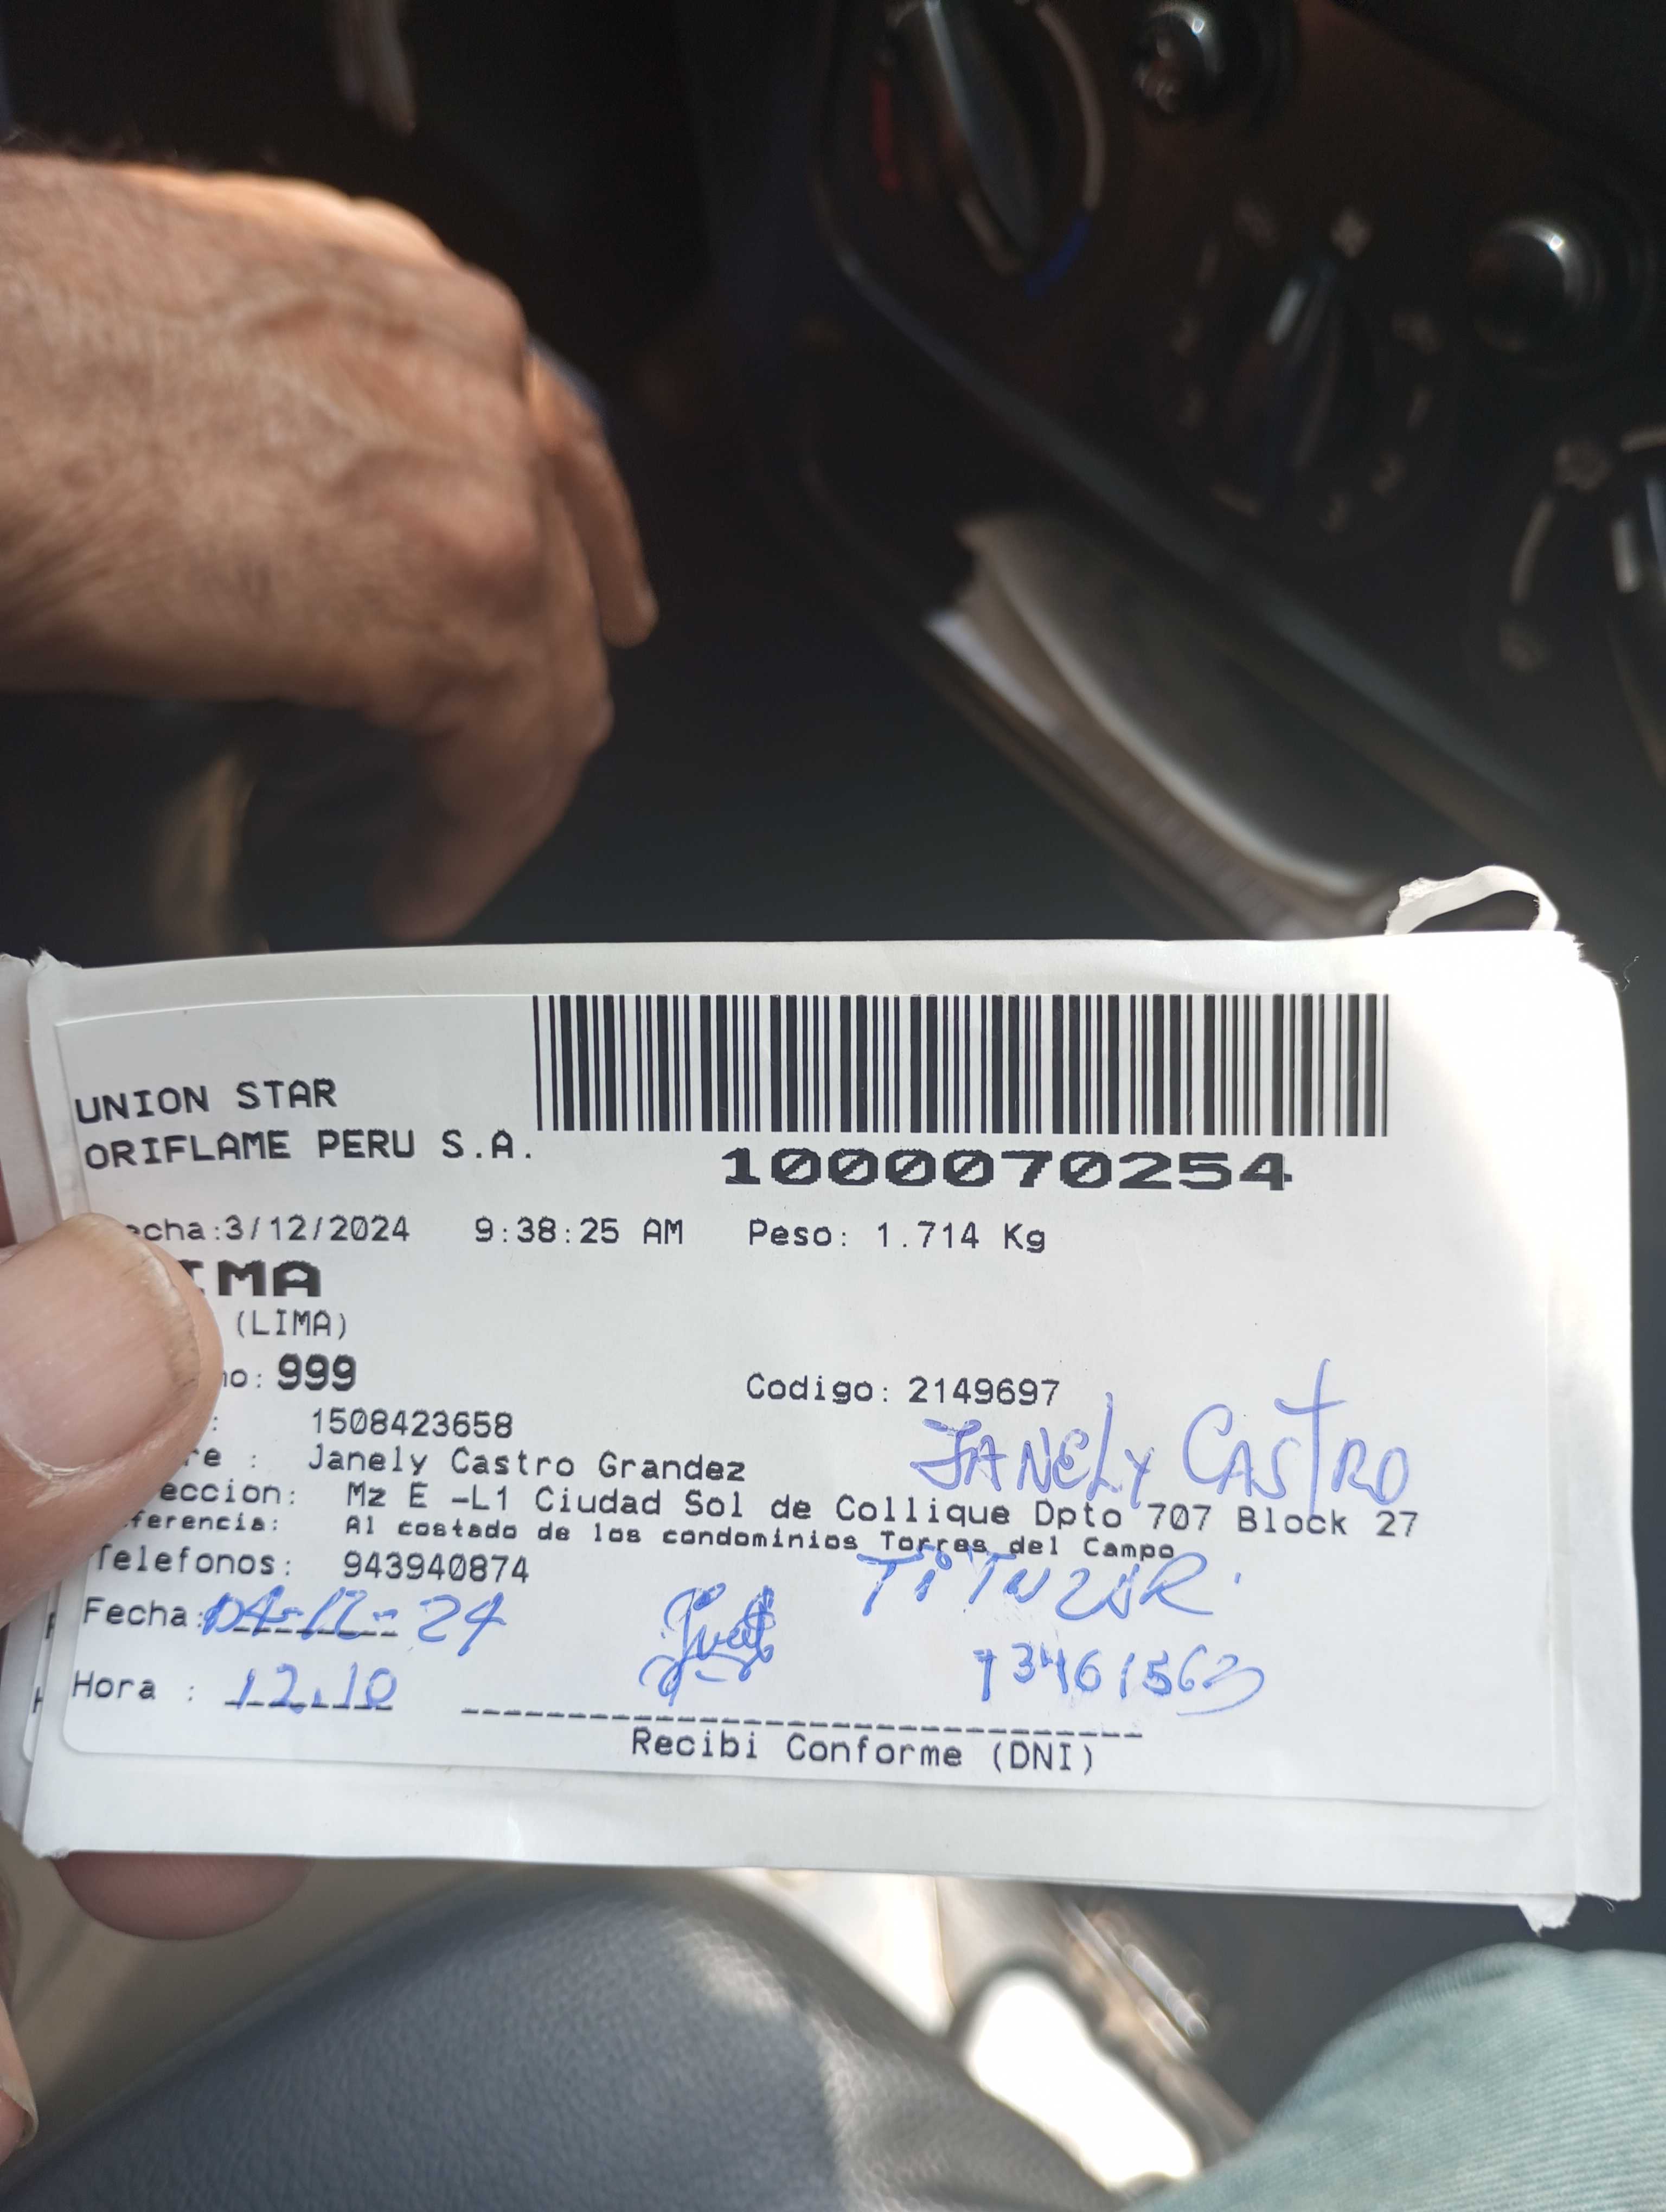 UNION STAR
ORIFLAME PERU S.A.
1000070254
echa:3/12/2024 9:38:25 AM Peso: 1.714 Kg
IMA
(LIMA)
no: 999 Codigo: 2149697
: 1508423658
JANELY CASTRO
re : Janely Castro Grandez
eccion: Mz E -L1 Ciudad Sol de Collique Dpto 707 Block 27
ferencia: Al costado de los condominios Torres del Campo
Telefonos: 943940874
TITULAR.
Fecha: 04-12-24
73461563
Hora : 12.10
Recibi Conforme (DNI)